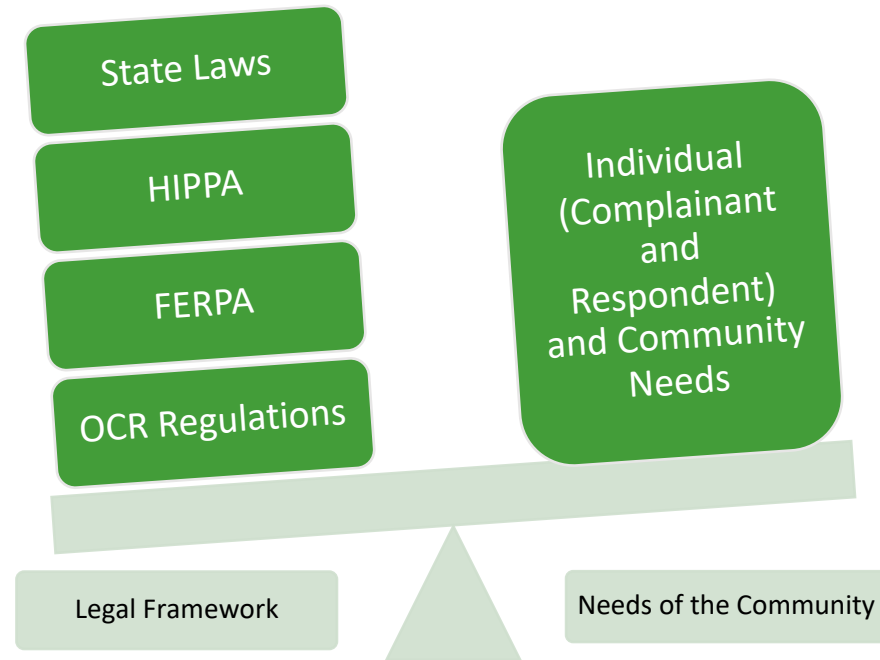 State Laws
HIPPA
FERPA
OCR Regulations
Individual
(Complainant
and
Respondent)
and Community
Needs
Legal Framework
Needs of the Community